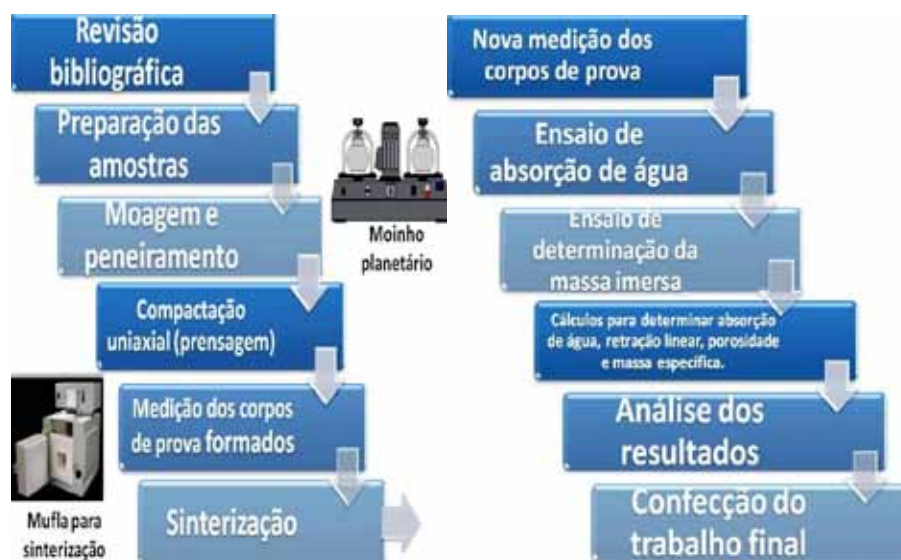 Revisão
bibliográfica
Preparação das
amostras
Moagem e
peneiramento
Moinho
planetário
Compactação
uniaxial (prensagem)
Medição dos corpos
de prova formados
Mufla para
sinterização
Sinterização
Nova medição dos
corpos de prova
Ensaio de
absorção de água
Ensaio de
determinação da
massa imersa
Cálculos para determinar absorção
de água, retração linear, porosidade
e massa específica.
Análise dos
resultados
Confecção do
trabalho final